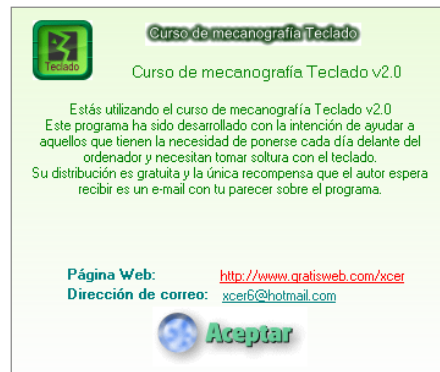 Curso de mecanografía Teclado
Teclado
Curso de mecanografía Teclado v2.0
Estás utilizando el curso de mecanografía Teclado v2.0
Este programa ha sido desarrollado con la intención de ayudar a
aquellos que tienen la necesidad de ponerse cada día delante del
ordenador y necesitan tomar soltura con el teclado.
Su distribución es gratuita y la única recompensa que el autor espera
recibir es un e-mail con tu parecer sobre el programa.
Página Web: http://www.gratisweb.com/xcer
Dirección de correo: xcer6@hotmail.com
Aceptar